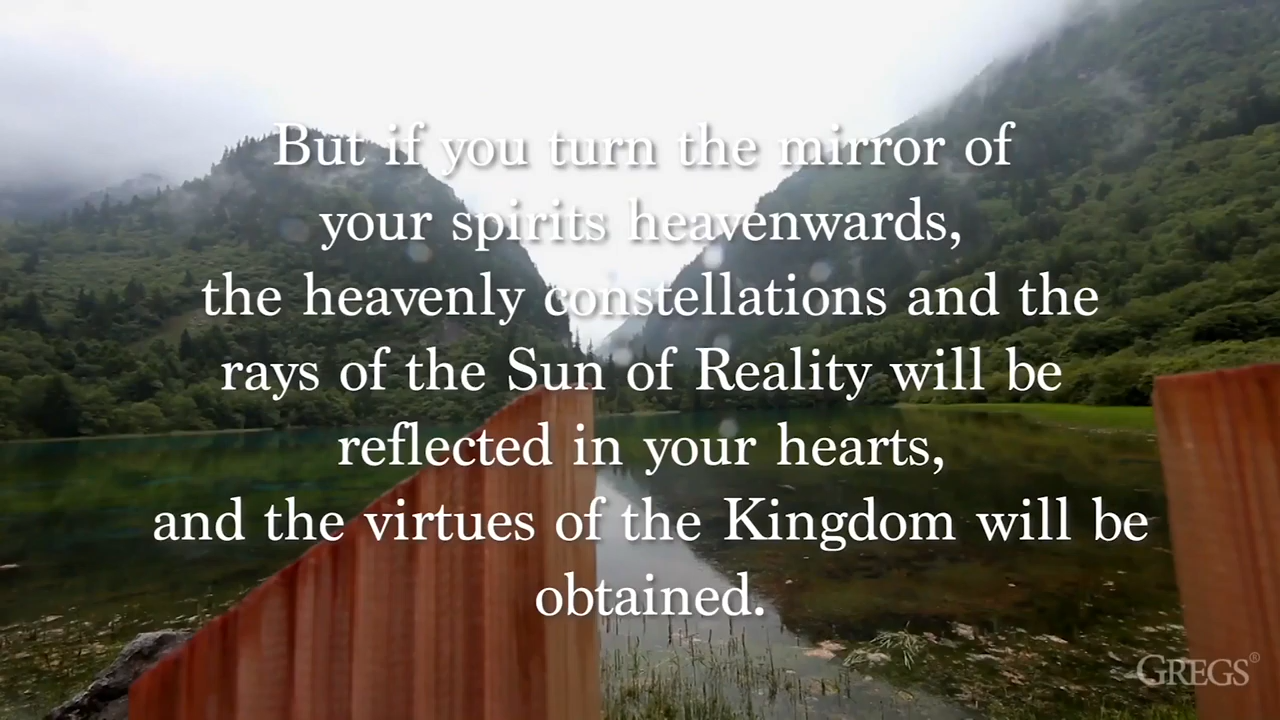 But if you turn the mirror of
your spirits heavenwards,
the heavenly constellations and the
rays of the Sun of Reality will be
reflected in your hearts,
and the virtues of the Kingdom will be
obtained.
GREGS®